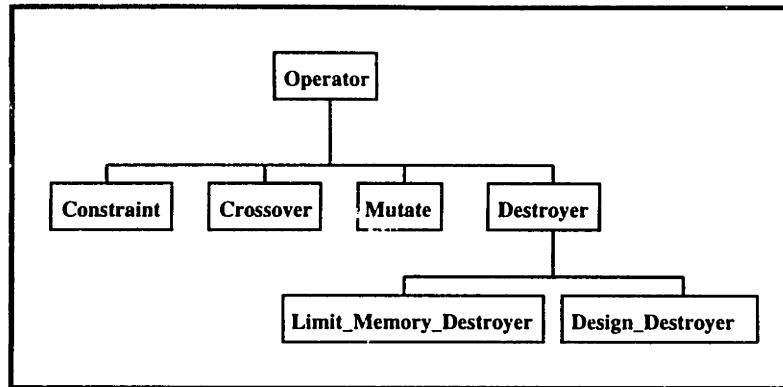 Operator
Constraint Crossover Mutate Destroyer
Limit_Memory_Destroyer Design_Destroyer